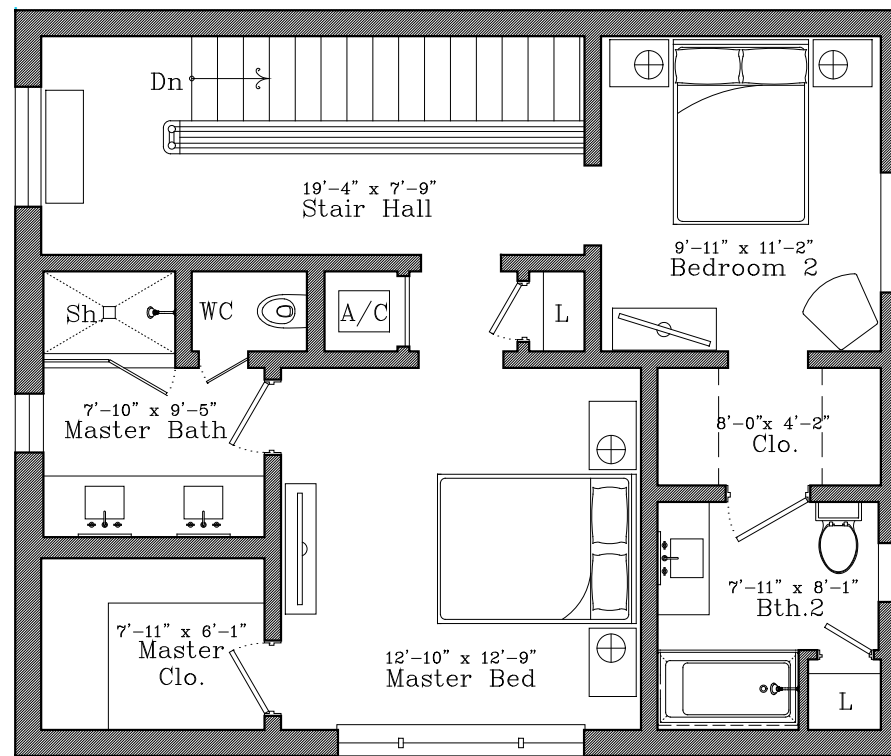 Dn
19'-4" x 7'-9"
Stair Hall
9'-11" x 11'-2"
Bedroom 2
Sh.
WC
A/C
L
7'-10" x 9'-5"
Master Bath
8'-0"x 4'-2"
Clo.
7'-11" x 8'-1"
Bth.2
7'-11" x 6'-1"
Master
Clo.
12'-10" x 12'-9"
Master Bed
L